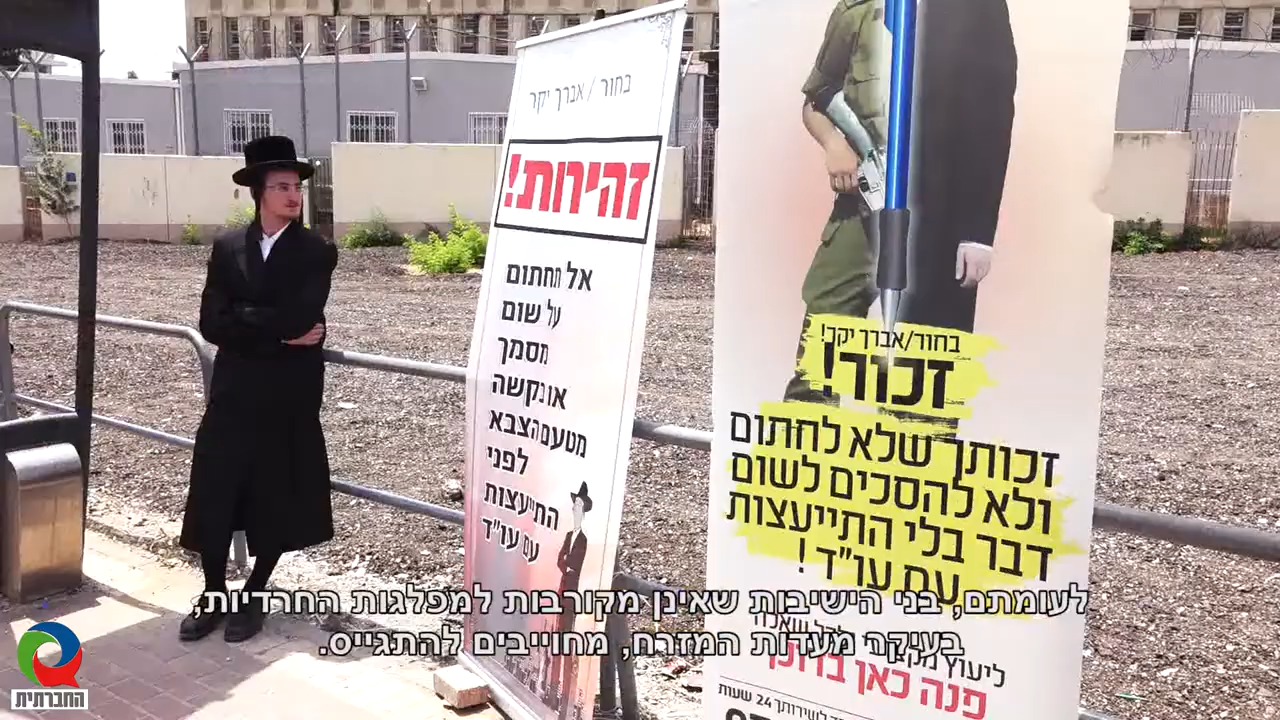 בחור / אברך יקר
זהירות!
אל תחתום
על שום
מסמך
או בקשה
מטעם הצבא
לפני
התייעצות
עם עו"ד
בחור/אברך יקר!
זכור!
זכותך שלא לחתום
ולא להסכים לשום
דבר בלי התייעצות
עם עו"ד !
ליעוץ
פנה כאן בדוכן
לשירותך 24 שעות
לעומתם, בני הישיבות שאינן מקורבות למפלגות החרדיות,
בעיקר מעדות המזרח, מחוייבים להתגייס.
החברתית